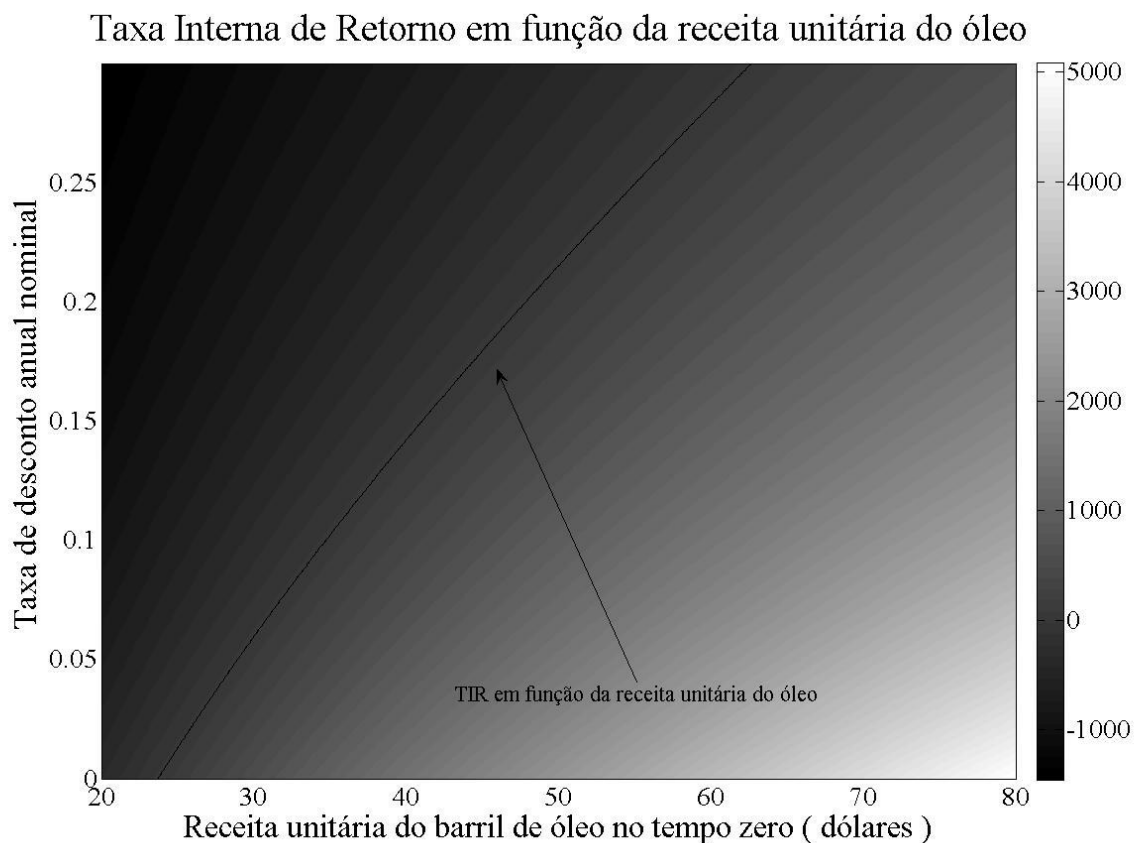 Taxa Interna de Retorno em função da receita unitária do óleo
5000
4000
3000
2000
1000
0
-1000
Taxa de desconto anual nominal
0.25
0.2
0.15
0.1
0.05
0
TIR em função da receita unitária do óleo
20 30 40 50 60 70 80
Receita unitária do barril de óleo no tempo zero ( dólares )